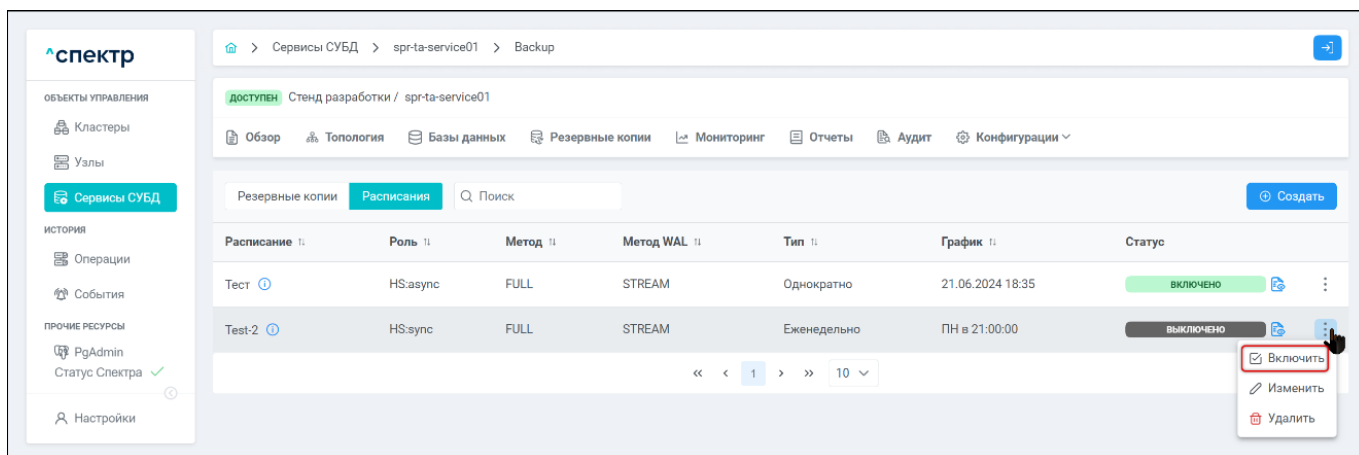 ^спектр
ОБЪЕКТЫ УПРАВЛЕНИЯ
Кластеры
Узлы
Сервисы СУБД
ИСТОРИЯ
Операции
События
ПРОЧИЕ РЕСУРСЫ
PgAdmin
Статус Спектра
Настройки
> Сервисы СУБД > spr-ta-service01 > Backup
ДОСТУПЕН Стенд разработки / spr-ta-service01
Обзор Топология Базы данных Резервные копии Мониторинг Отчеты Аудит Конфигурации
Резервные копии Расписания Поиск Создать
Расписание Роль Метод Метод WAL Тип График Статус
Тест HS:async FULL STREAM Однократно 21.06.2024 18:35 ВКЛЮЧЕНО
Test-2 HS:sync FULL STREAM Еженедельно ПН в 21:00:00 ВЫКЛЮЧЕНО
« < 1 > » 10
Включить
Изменить
Удалить